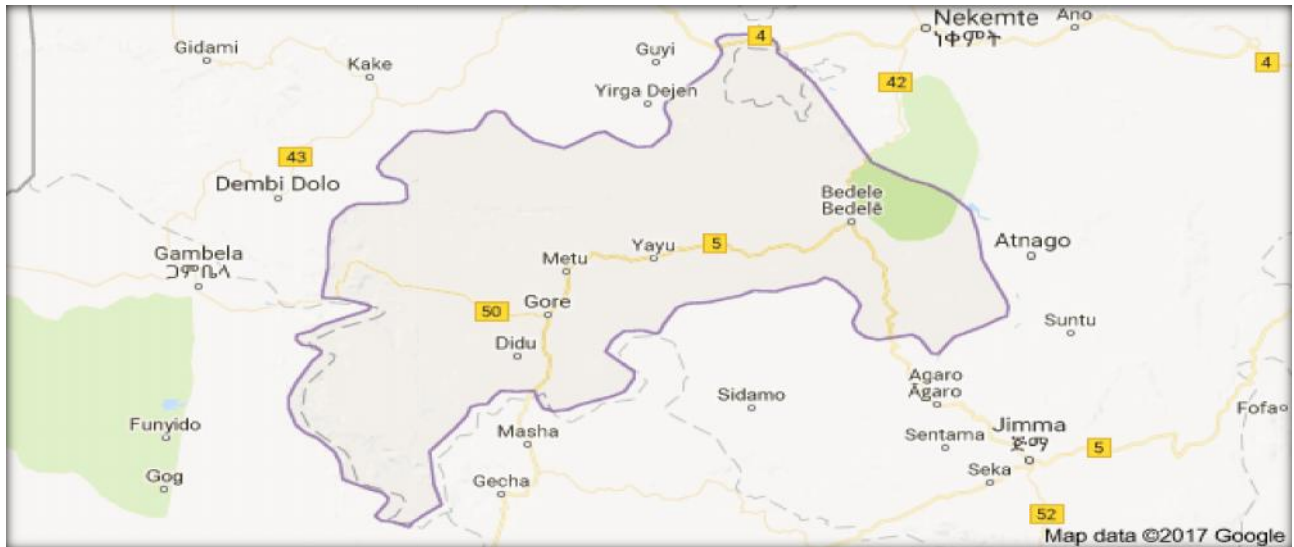 Nekemte
ነቀምት
Ano
4
Gidami
Guyi
4
Kake
42
Yirga Dejen
43
Dembi Dolo
Bedele
Bedelē
Atnago
Gambela
ጋምቤላ
Metu
Yayu
5
Gore
50
Didu
Suntu
Agaro
Āgaro
Sidamo
Fofa
Funyido
Masha
Jimma
ጅማ
Sentama
5
Gog
Gecha
Seka
52
Map data ©2017 Google